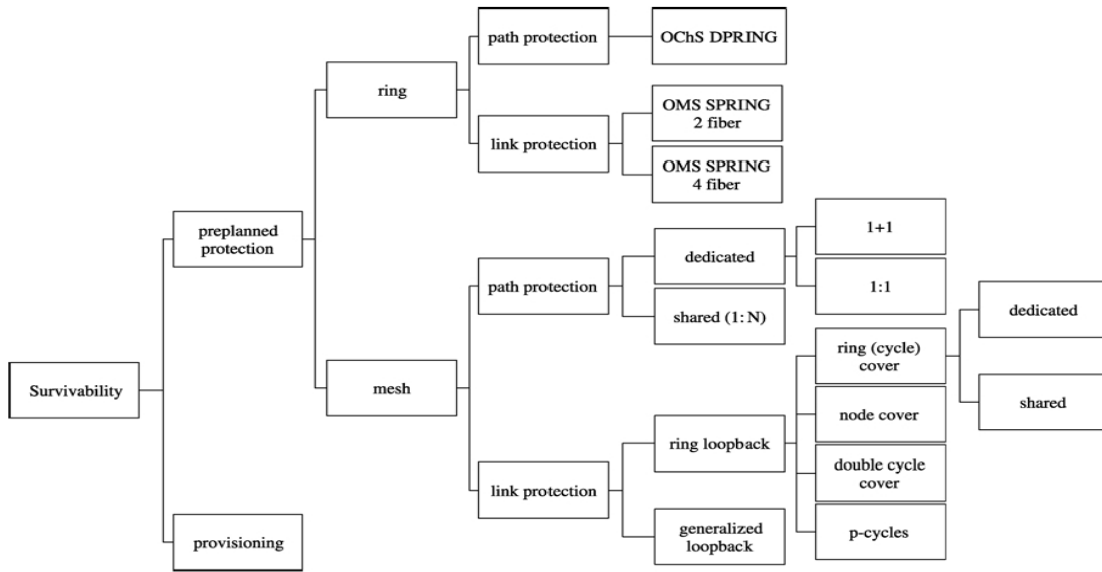 path protection
OChS DPRING
ring
OMS SPRING
2 fiber
link protection
OMS SPRING
4 fiber
preplanned
protection
1+1
dedicated
path protection
1:1
shared (1: N)
dedicated
ring (cycle)
cover
Survivability
mesh
shared
node cover
ring loopback
link protection
double cycle
cover
generalized
loopback
p-cycles
provisioning